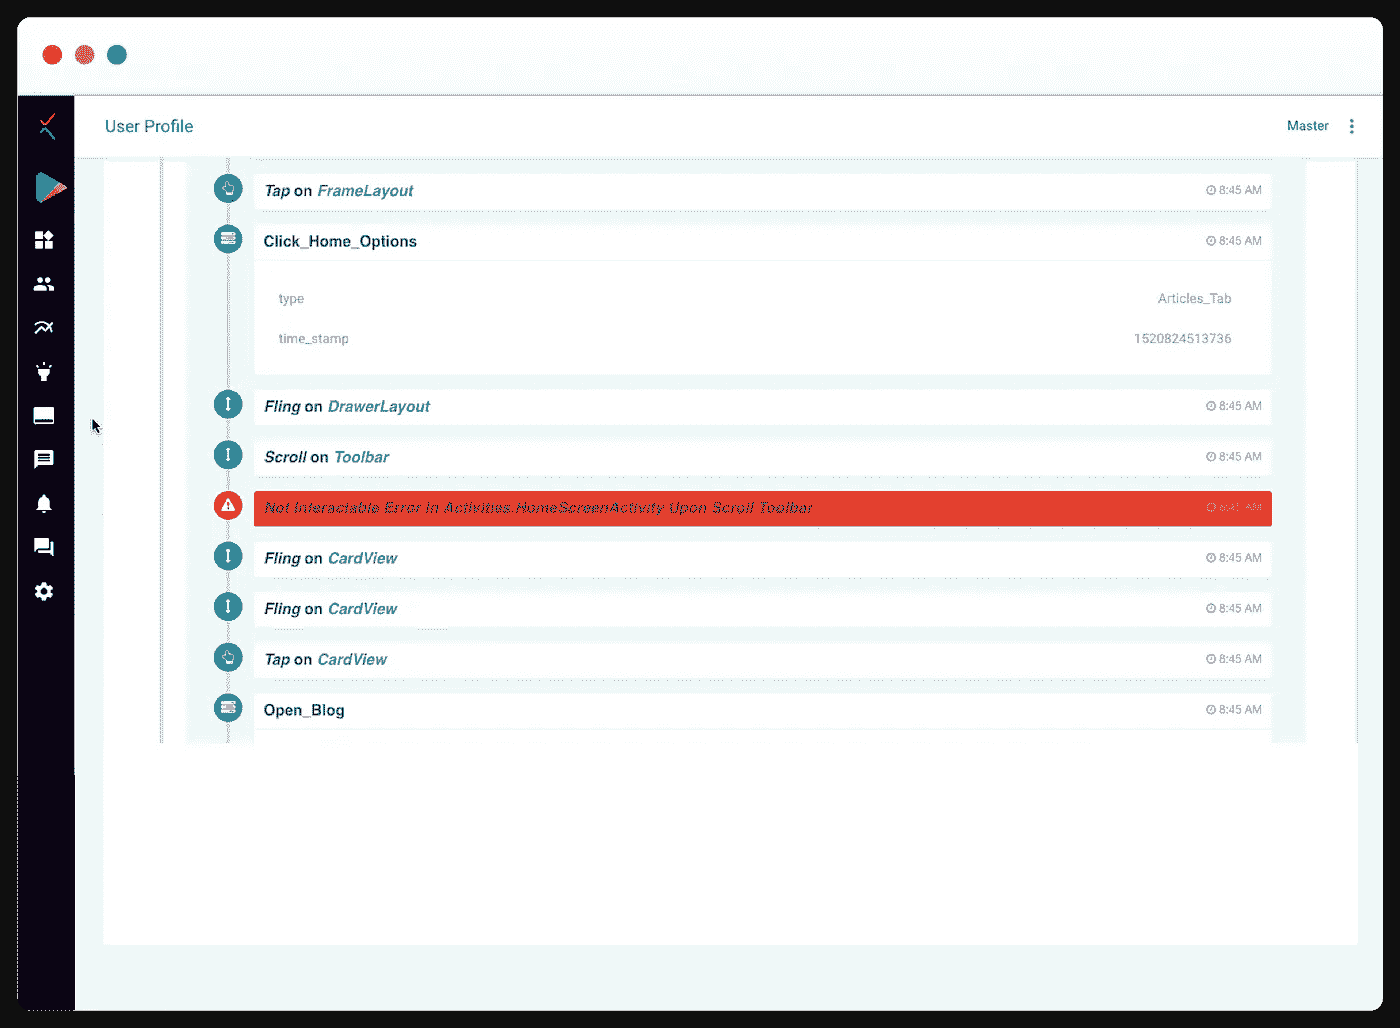 User Profile
Master
Tap on FrameLayout
8:45 AM
Click_Home_Options
8:45 AM
type
Articles_Tab
time_stamp
1520824513736
Fling on DrawerLayout
8:45 AM
Scroll on Toolbar
8:45 AM
Not Interactable Error In Activities.HomeScreenActivity Upon Scroll Toolbar
8:45 AM
Fling on CardView
8:45 AM
Fling on CardView
8:45 AM
Tap on CardView
8:45 AM
Open_Blog
8:45 AM